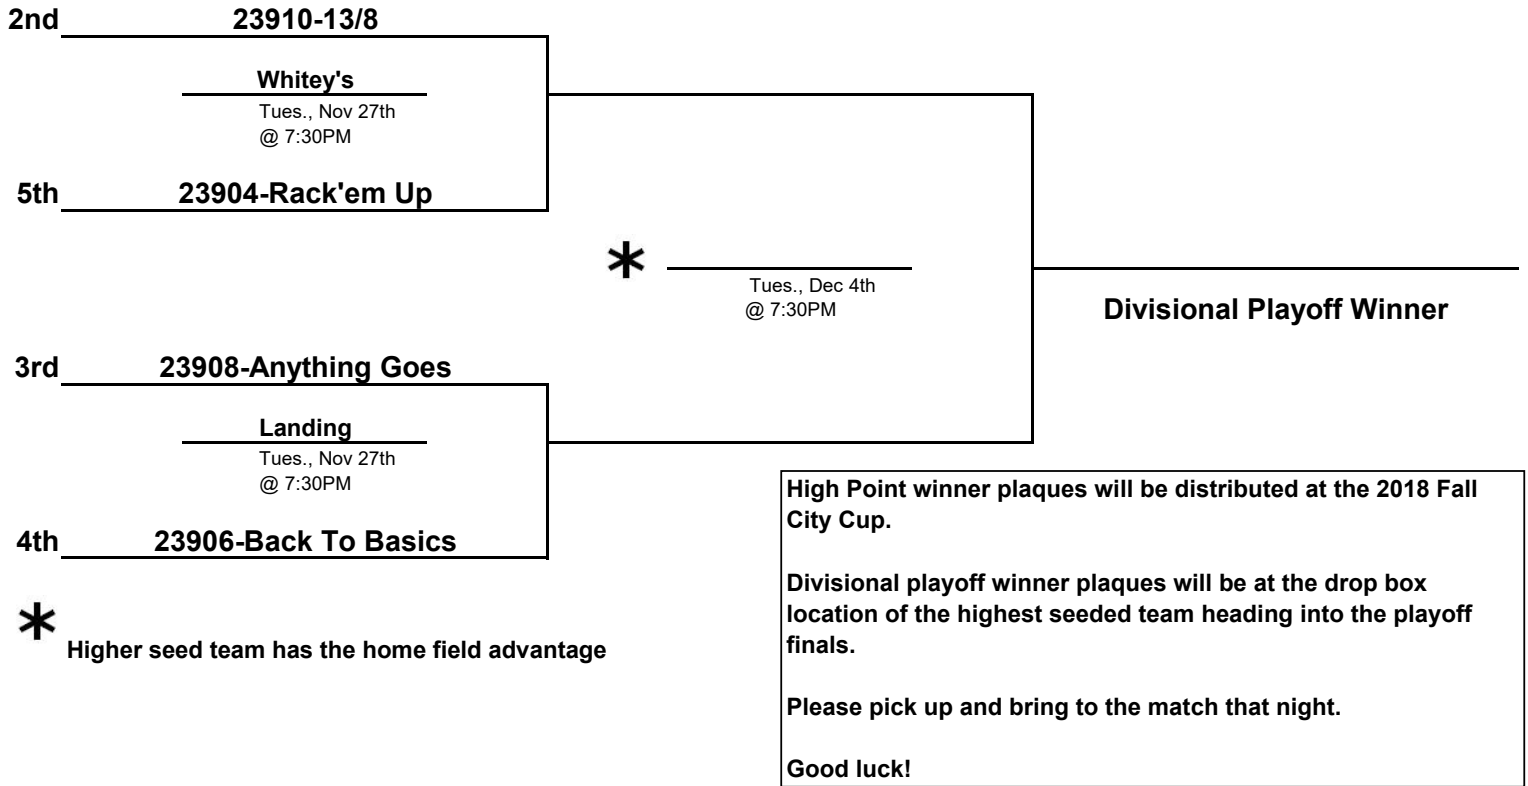 2nd 23910-13/8
Whitey's
Tues., Nov 27th
@ 7:30PM
5th 23904-Rack'em Up
*
Tues., Dec 4th
@ 7:30PM
Divisional Playoff Winner
3rd 23908-Anything Goes
Landing
Tues., Nov 27th
@ 7:30PM
4th 23906-Back To Basics
* Higher seed team has the home field advantage
High Point winner plaques will be distributed at the 2018 Fall
City Cup.
Divisional playoff winner plaques will be at the drop box
location of the highest seeded team heading into the playoff
finals.
Please pick up and bring to the match that night.
Good luck!